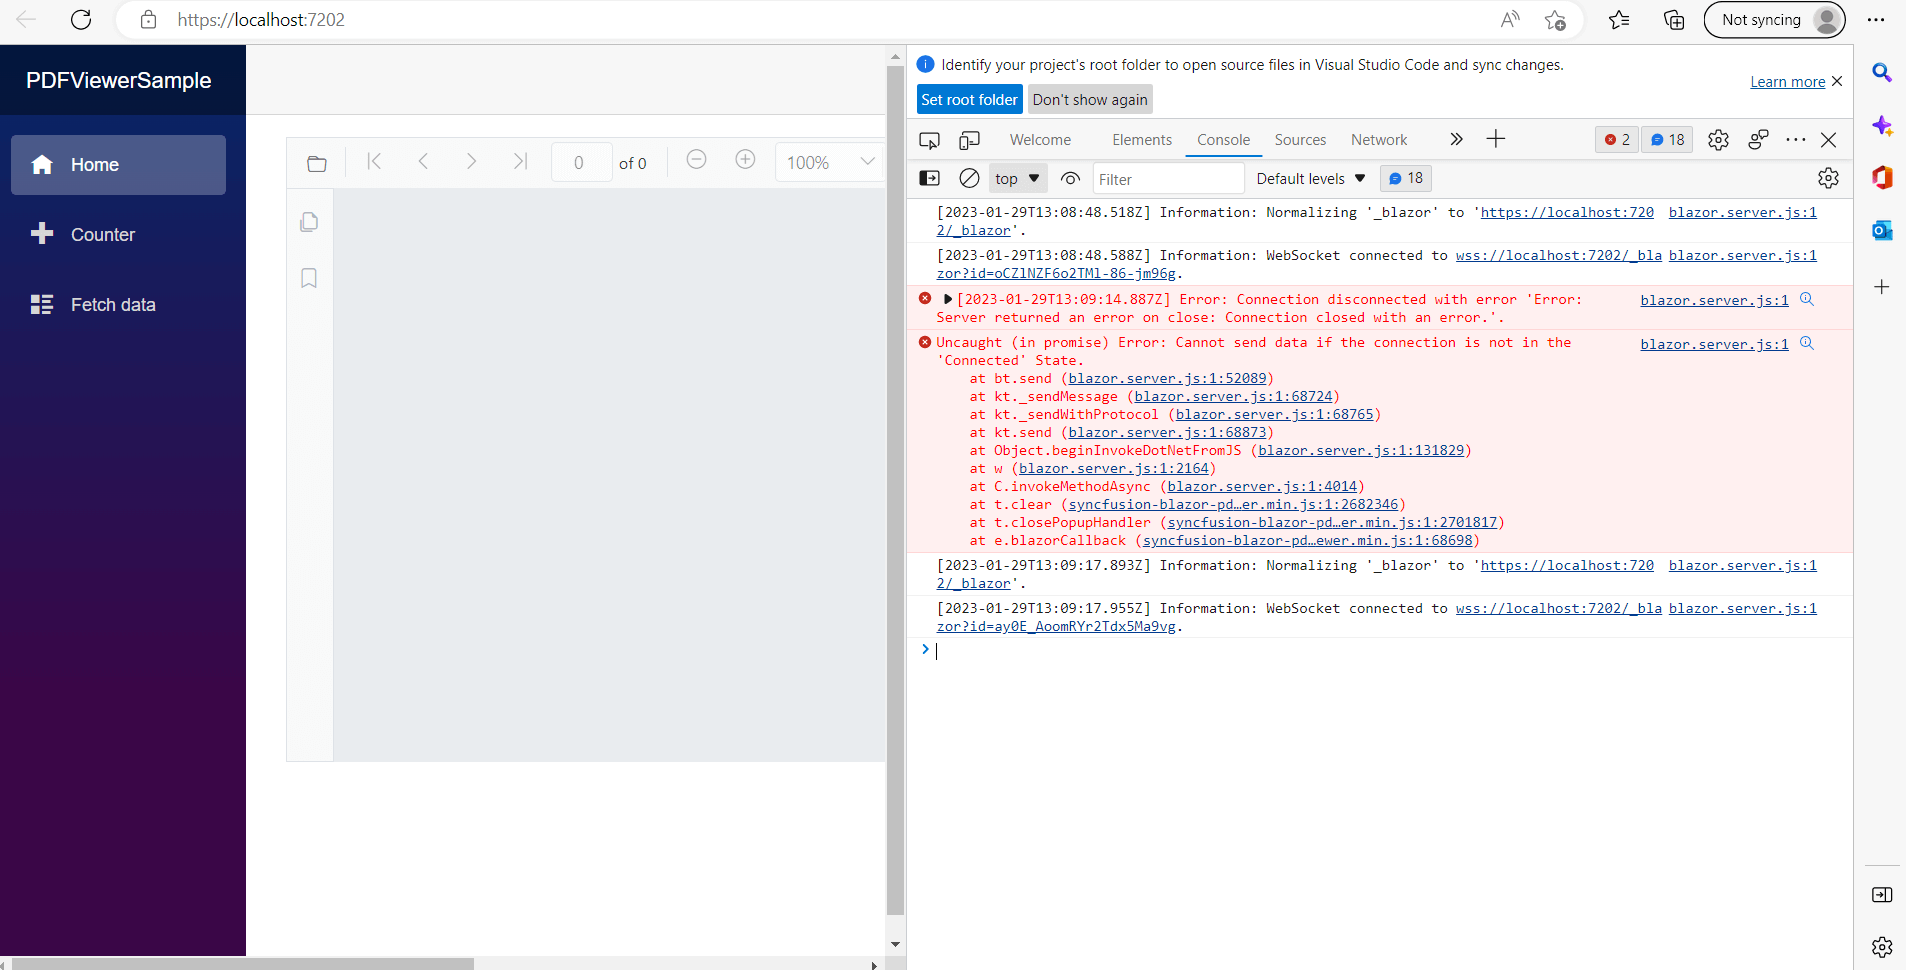 https://localhost:7202
Not syncing
PDFViewerSample
Home
Counter
Fetch data
0
of 0
100%
Identify your project's root folder to open source files in Visual Studio Code and sync changes.
Learn more
Set root folder
Don't show again
Welcome
Elements
Console
Sources
Network
2
18
top
Filter
Default levels
18
[2023-01-29T13:08:48.518Z] Information: Normalizing '_blazor' to 'https://localhost:720 blazor.server.js:1
2/_blazor'.
[2023-01-29T13:08:48.588Z] Information: WebSocket connected to wss://localhost:7202/_bla blazor.server.js:1
zor?id=oCZlNZF6o2TMl-86-jm96g.
[2023-01-29T13:09:14.887Z] Error: Connection disconnected with error 'Error: blazor.server.js:1
Server returned an error on close: Connection closed with an error.'.
Uncaught (in promise) Error: Cannot send data if the connection is not in the blazor.server.js:1
'Connected' State.
at bt.send (blazor.server.js:1:52089)
at kt._sendMessage (blazor.server.js:1:68724)
at kt._sendWithProtocol (blazor.server.js:1:68765)
at kt.send (blazor.server.js:1:68873)
at Object.beginInvokeDotNetFromJS (blazor.server.js:1:131829)
at w (blazor.server.js:1:2164)
at C.invokeMethodAsync (blazor.server.js:1:4014)
at t.clear (syncfusion-blazor-pd…er.min.js:1:2682346)
at t.closePopupHandler (syncfusion-blazor-pd…er.min.js:1:2701817)
at e.blazorCallback (syncfusion-blazor-pd…ewer.min.js:1:68698)
[2023-01-29T13:09:17.893Z] Information: Normalizing '_blazor' to 'https://localhost:720 blazor.server.js:1
2/_blazor'.
[2023-01-29T13:09:17.955Z] Information: WebSocket connected to wss://localhost:7202/_bla blazor.server.js:1
zor?id=ay0E_AoomRYr2Tdx5Ma9vg.